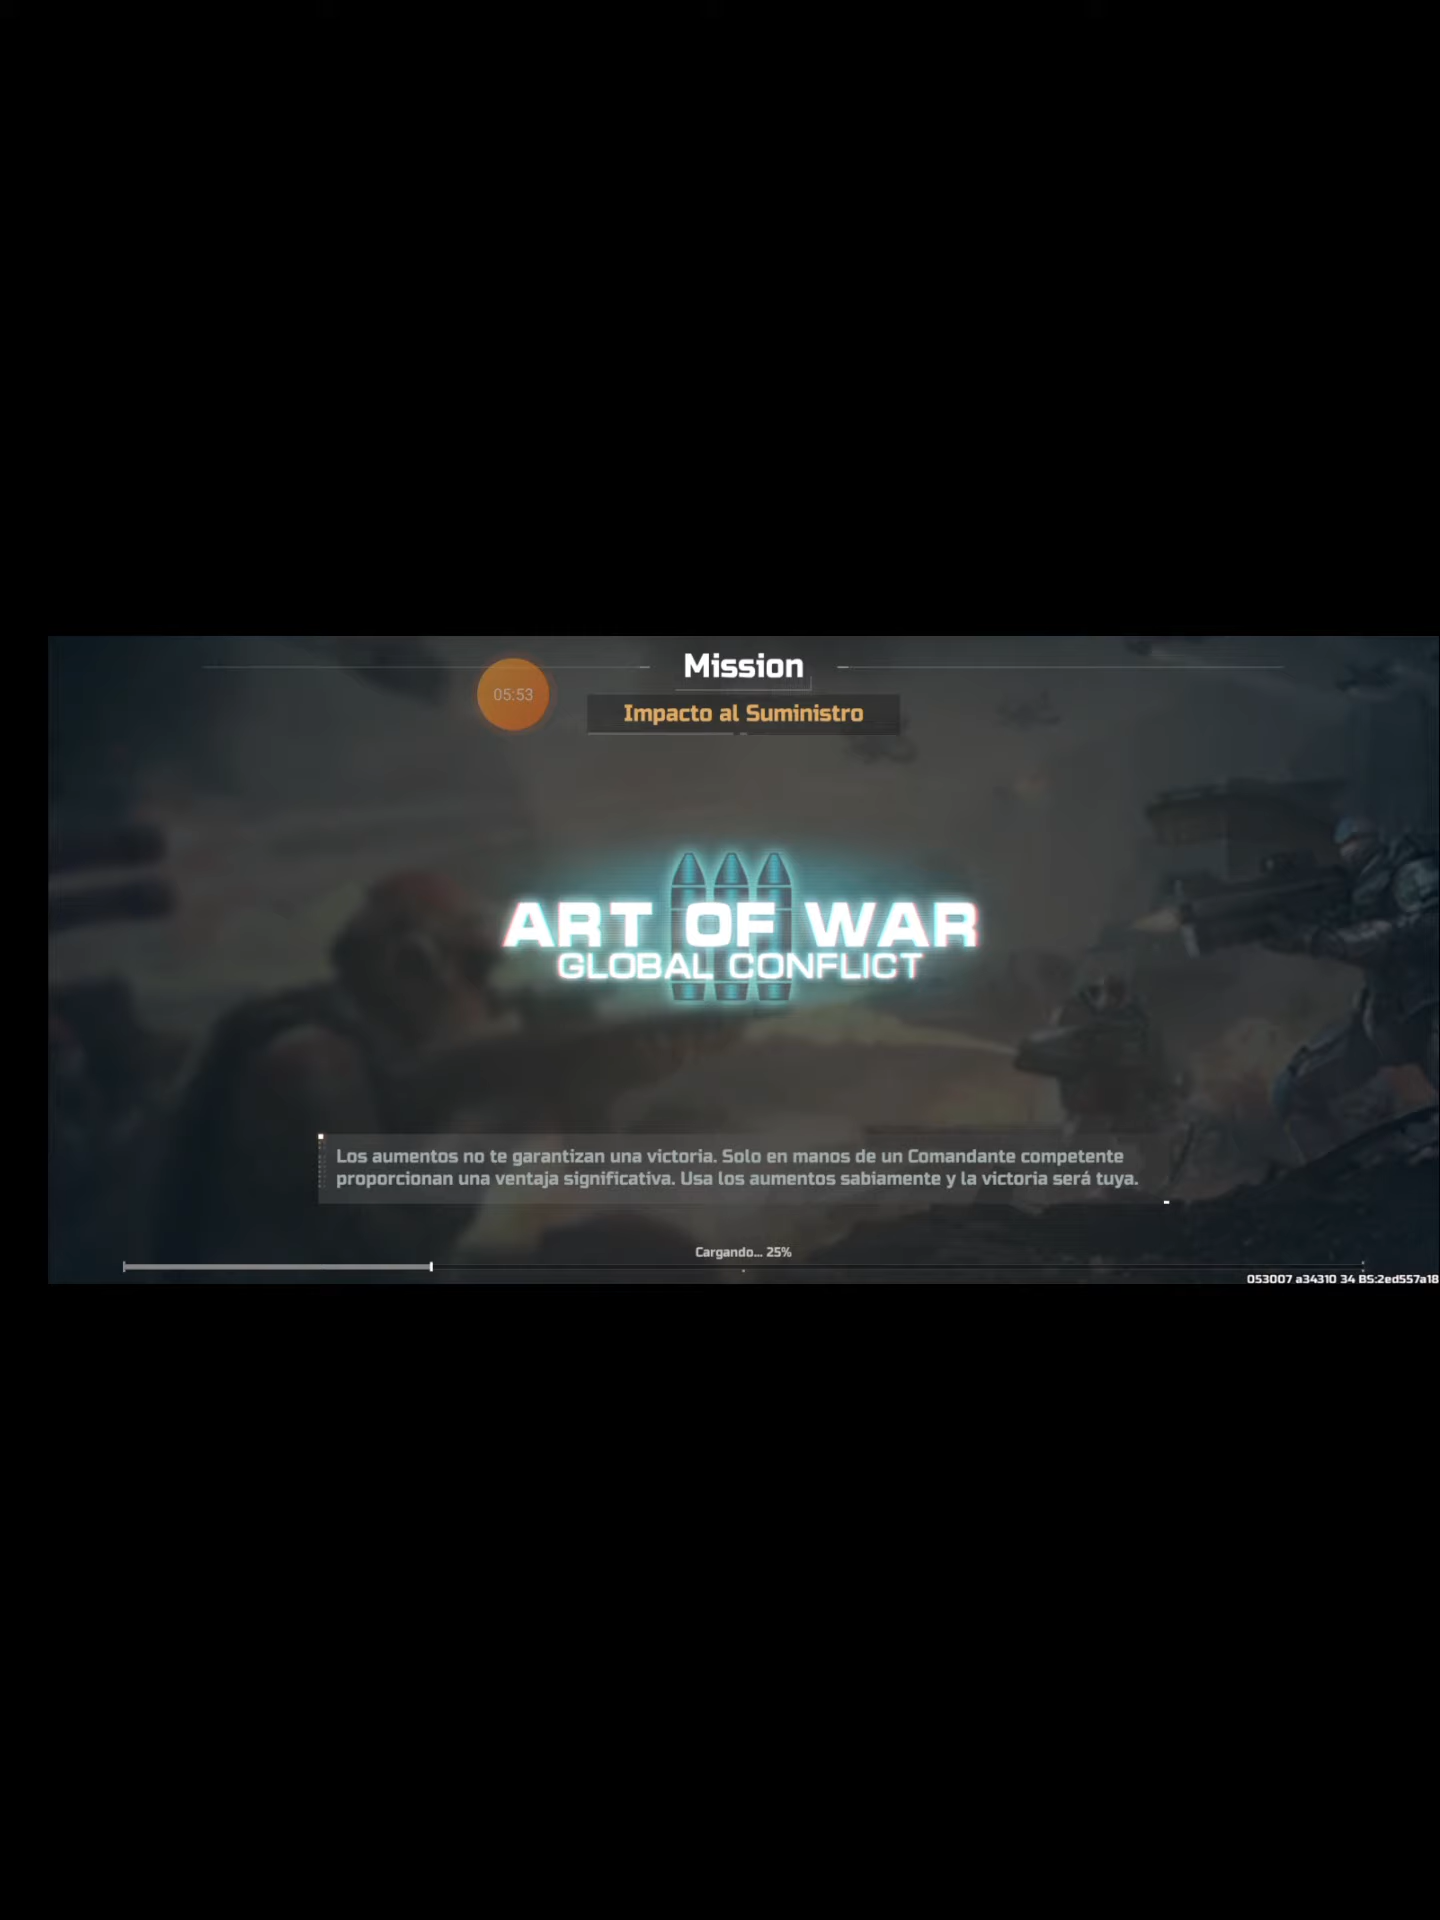 Mission
05:53
Impacto al Suministro
ART OF WAR
GLOBAL CONFLICT
Los aumentos no te garantizan una victoria. Solo en manos de un Comandante competente
proporcionan una ventaja significativa. Usa los aumentos sabiamente y la victoria será tuya.
Cargando... 25%
053007 a34310 34 BS:2ed557a18